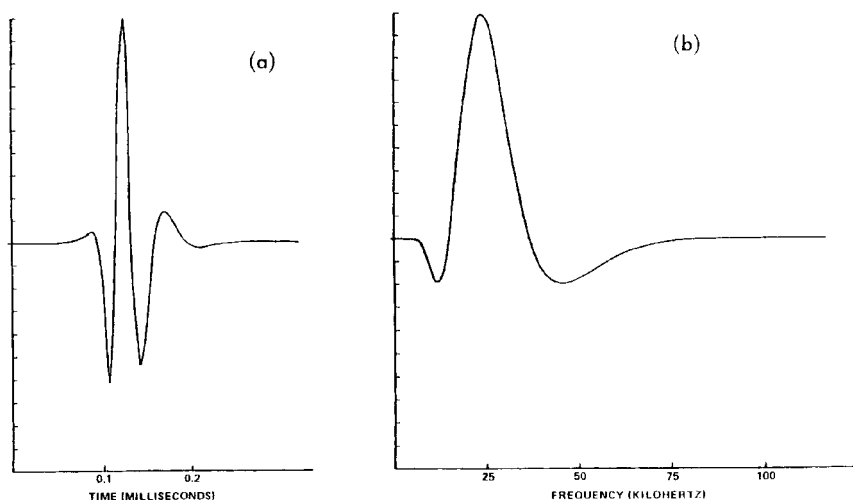 (a)
(b)
0.1 0.2
TIME (MILLISECONDS)
25 50 75 100
FREQUENCY (KILOHERTZ)